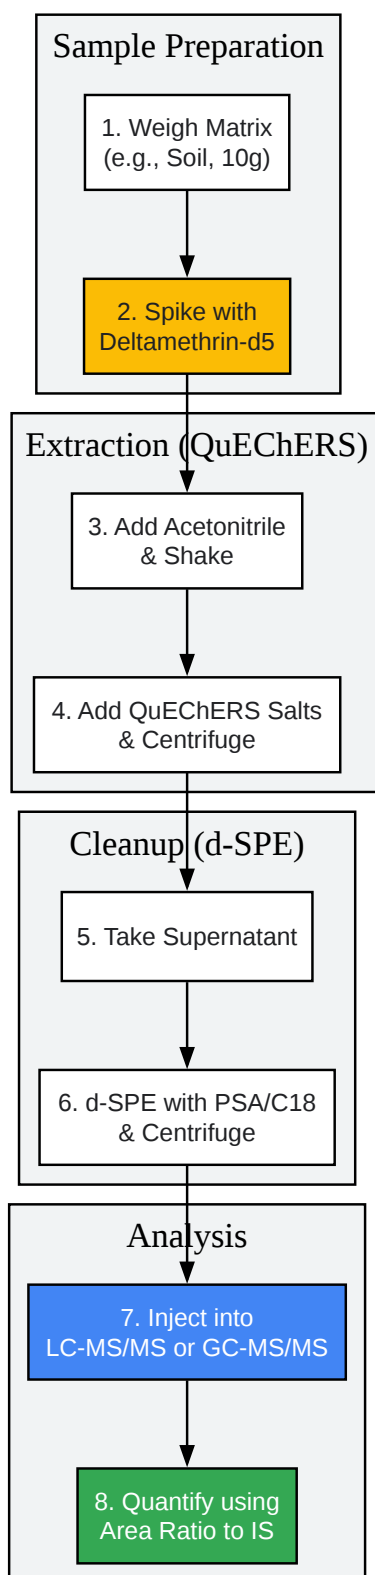 Sample Preparation
1. Weigh Matrix
(e.g., Soil, 10g)
2. Spike with
Deltamethrin-d5
Extraction (QuEChERS)
3. Add Acetonitrile
& Shake
4. Add QuEChERS Salts
& Centrifuge
Cleanup (d-SPE)
5. Take Supernatant
6. d-SPE with PSA/C18
& Centrifuge
Analysis
7. Inject into
LC-MS/MS or GC-MS/MS
8. Quantify using
Area Ratio to IS